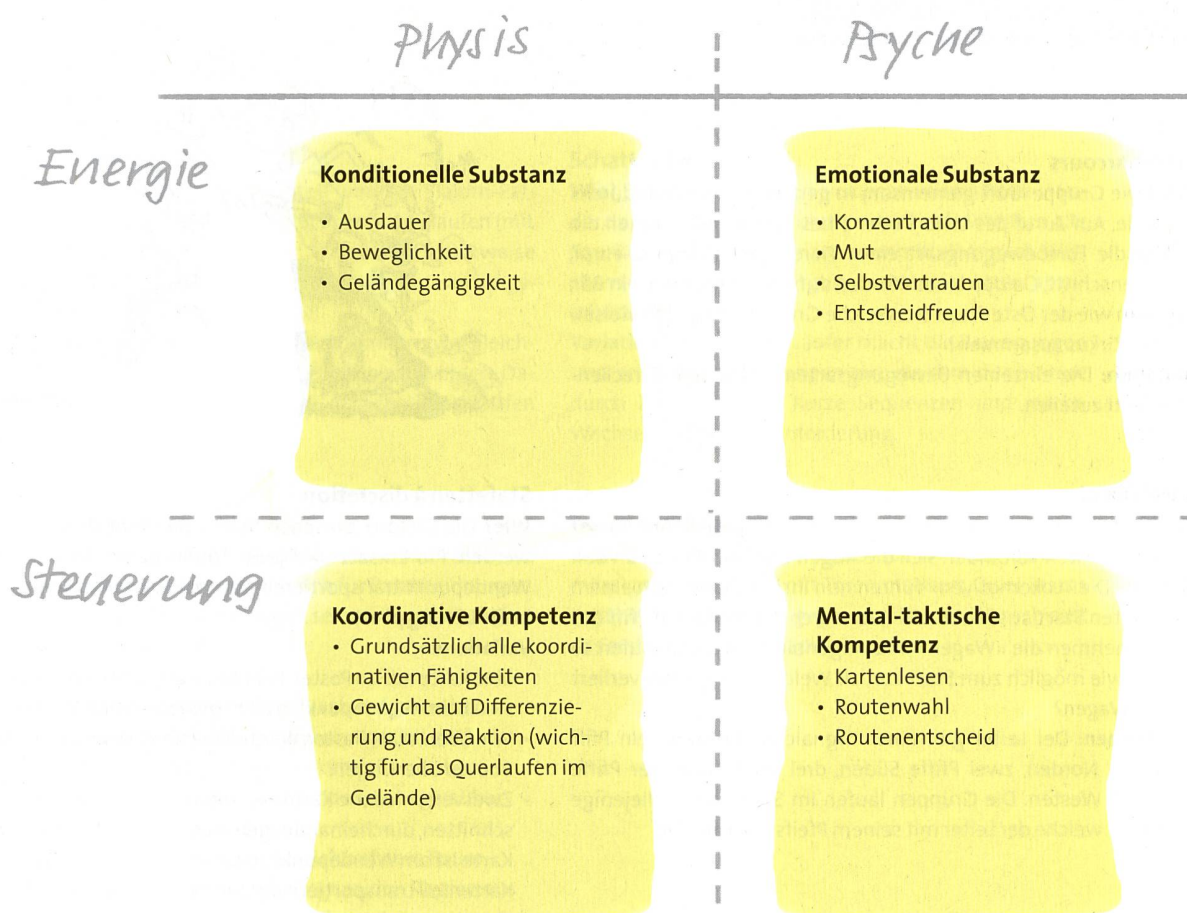 Physis
Psyche
Energie
Konditionelle Substanz
• Ausdauer
• Beweglichkeit
• Geländegängigkeit
Emotionale Substanz
• Konzentration
• Mut
• Selbstvertrauen
• Entscheidfreude
Steuerung
Koordinative Kompetenz
• Grundsätzlich alle koordi-
nativen Fähigkeiten
• Gewicht auf Differenzie-
rung und Reaktion (wich-
tig für das Querlaufen im
Gelände)
Mental-taktische
Kompetenz
• Kartenlesen
• Routenwahl
• Routenentscheid